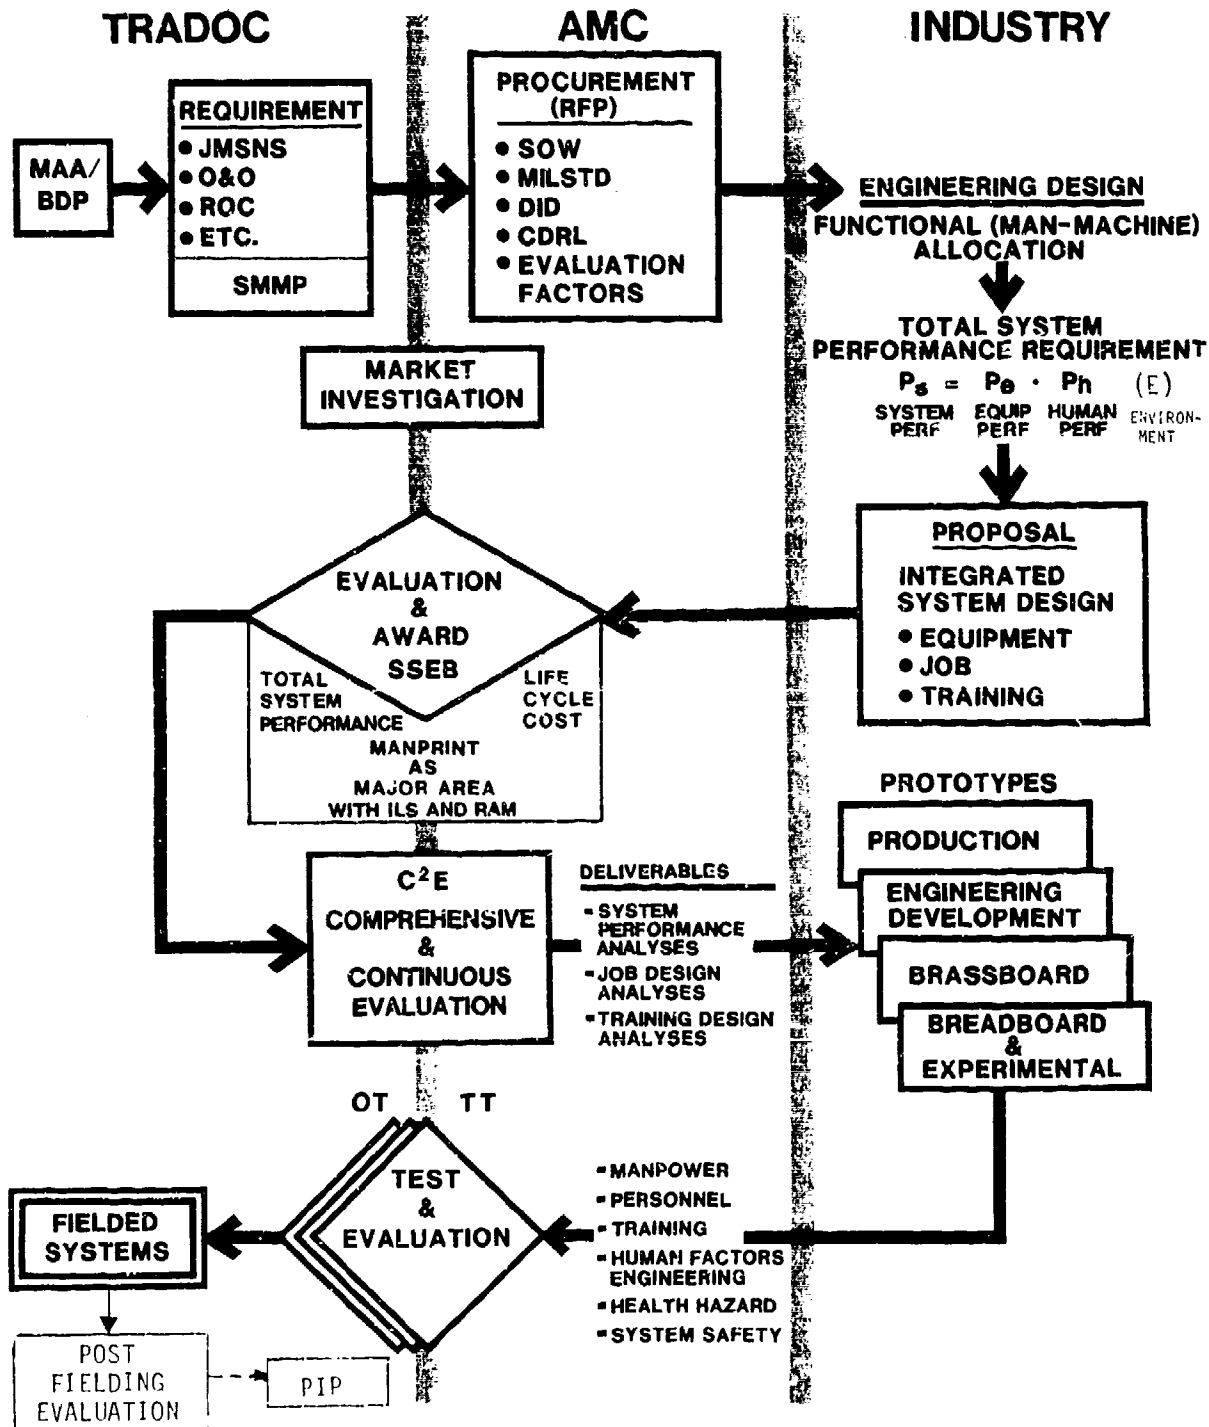 TRADOC
AMC
INDUSTRY
MAA/
BDP
REQUIREMENT
• JMSNS
• O&O
• ROC
• ETC.
SMMP
PROCUREMENT
(RFP)
• SOW
• MILSTD
• DID
• CDRL
• EVALUATION
FACTORS
ENGINEERING DESIGN
FUNCTIONAL (MAN-MACHINE)
ALLOCATION
TOTAL SYSTEM
PERFORMANCE REQUIREMENT
Ps = Pe · Ph (E)
SYSTEM PERF
EQUIP PERF
HUMAN PERF
ENVIRON-
MENT
MARKET
INVESTIGATION
PROPOSAL
INTEGRATED
SYSTEM DESIGN
• EQUIPMENT
• JOB
• TRAINING
EVALUATION
&
AWARD
SSEB
TOTAL
SYSTEM
PERFORMANCE
LIFE
CYCLE
COST
MANPRINT
AS
MAJOR AREA
WITH ILS AND RAM
C²E
COMPREHENSIVE
&
CONTINUOUS
EVALUATION
DELIVERABLES
- SYSTEM
PERFORMANCE
ANALYSES
- JOB DESIGN
ANALYSES
- TRAINING DESIGN
ANALYSES
PROTOTYPES
PRODUCTION
ENGINEERING
DEVELOPMENT
BRASSBOARD
BREADBOARD
&
EXPERIMENTAL
OT TT
TEST
&
EVALUATION
- MANPOWER
- PERSONNEL
- TRAINING
- HUMAN FACTORS
ENGINEERING
- HEALTH HAZARD
- SYSTEM SAFETY
FIELDED
SYSTEMS
POST
FIELDING
EVALUATION
PIP